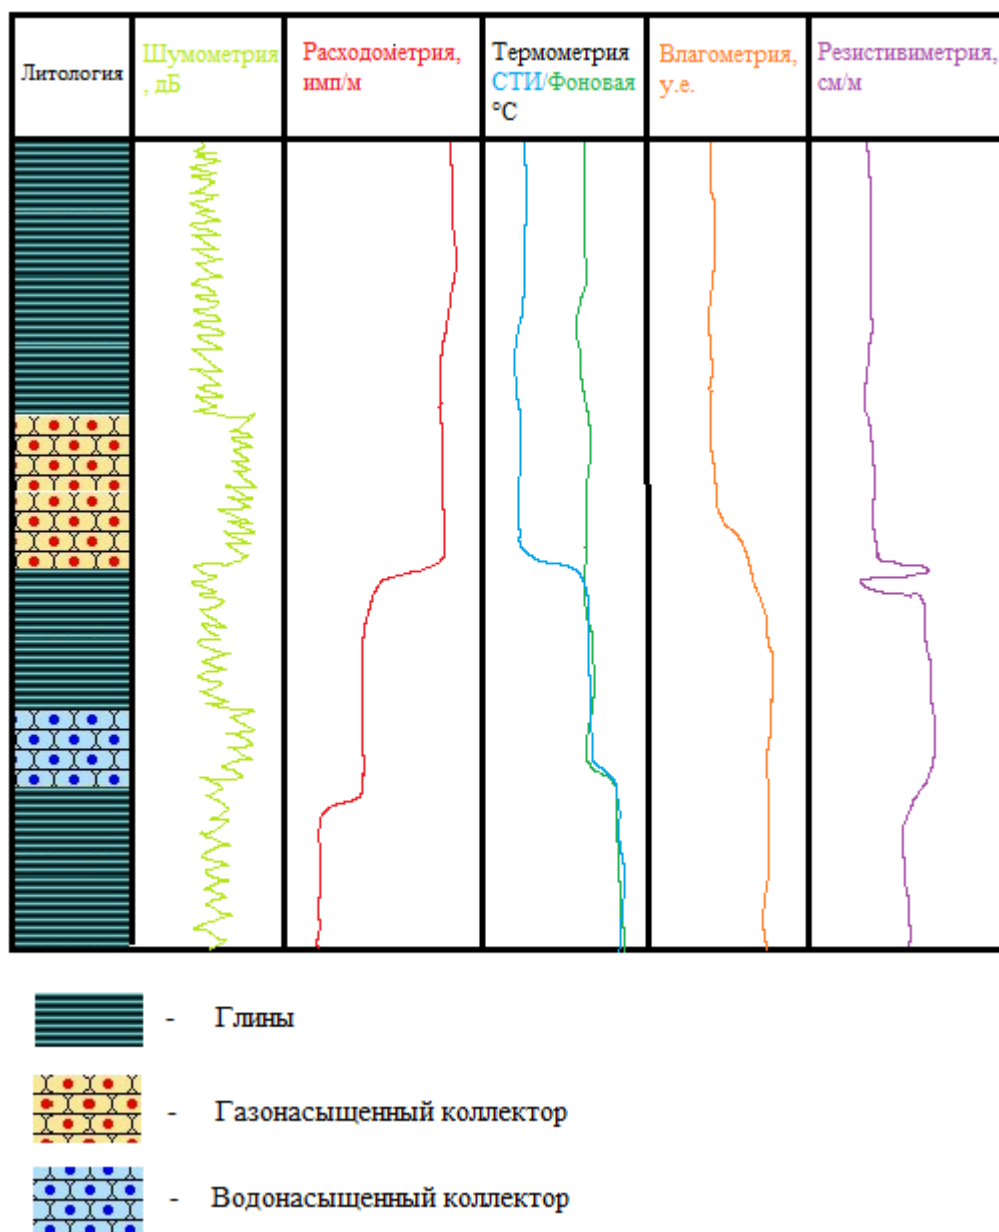 Литология
Шумометрия
, дБ
Расходометрия,
имп/м
Термометрия
СТИ/Фоновая
°С
Влагометрия,
у.е.
Резистивиметрия,
см/м
- Глины
- Газонасыщенный коллектор
- Водонасыщенный коллектор